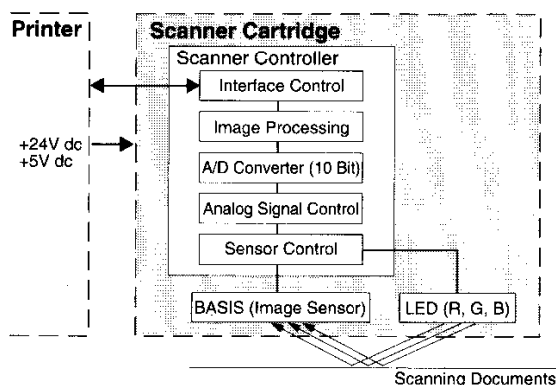 Printer
Scanner Cartridge
Scanner Controller
Interface Control
Image Processing
+24V dc
+5V dc
A/D Converter (10 Bit)
Analog Signal Control
Sensor Control
BASIS (Image Sensor)
LED (R, G, B)
Scanning Documents